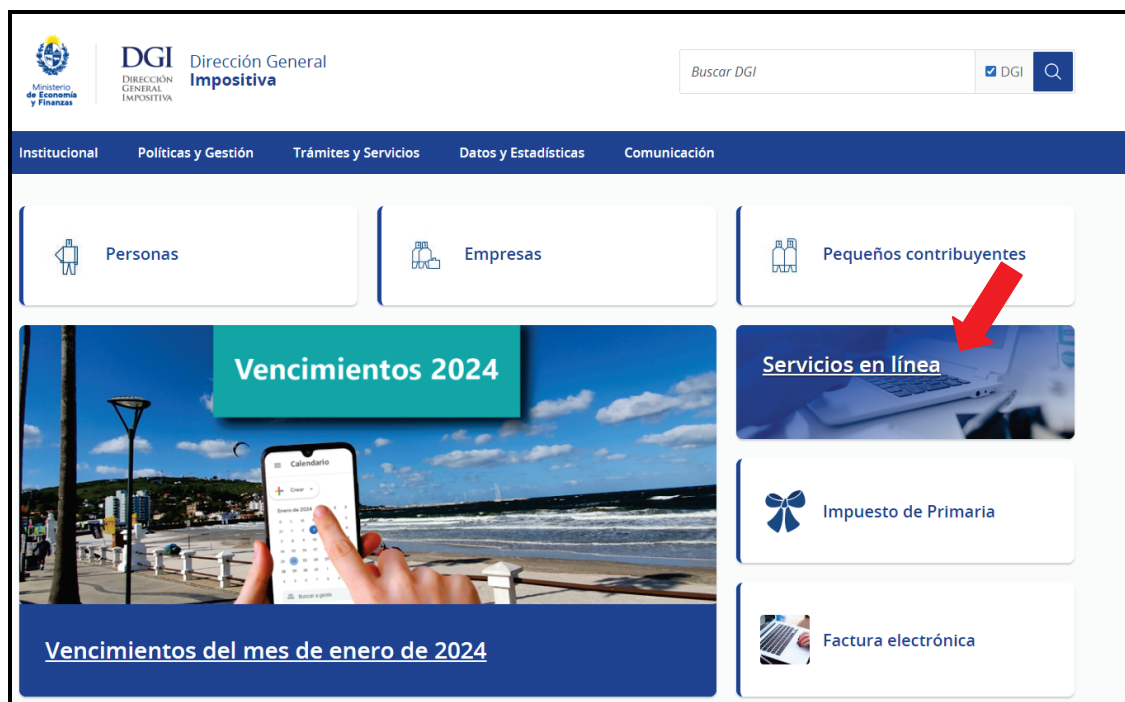 Ministerio
de Economía
y Finanzas
DGI
DIRECCIÓN
GENERAL
IMPOSITIVA
Dirección General
Impositiva
Buscar DGI
DGI
Institucional
Políticas y Gestión
Trámites y Servicios
Datos y Estadísticas
Comunicación
Personas
Empresas
Pequeños contribuyentes
Vencimientos 2024
Calendario
Crear
Enero de 2024
Buscar a gente
Vencimientos del mes de enero de 2024
Servicios en línea
Impuesto de Primaria
Factura electrónica